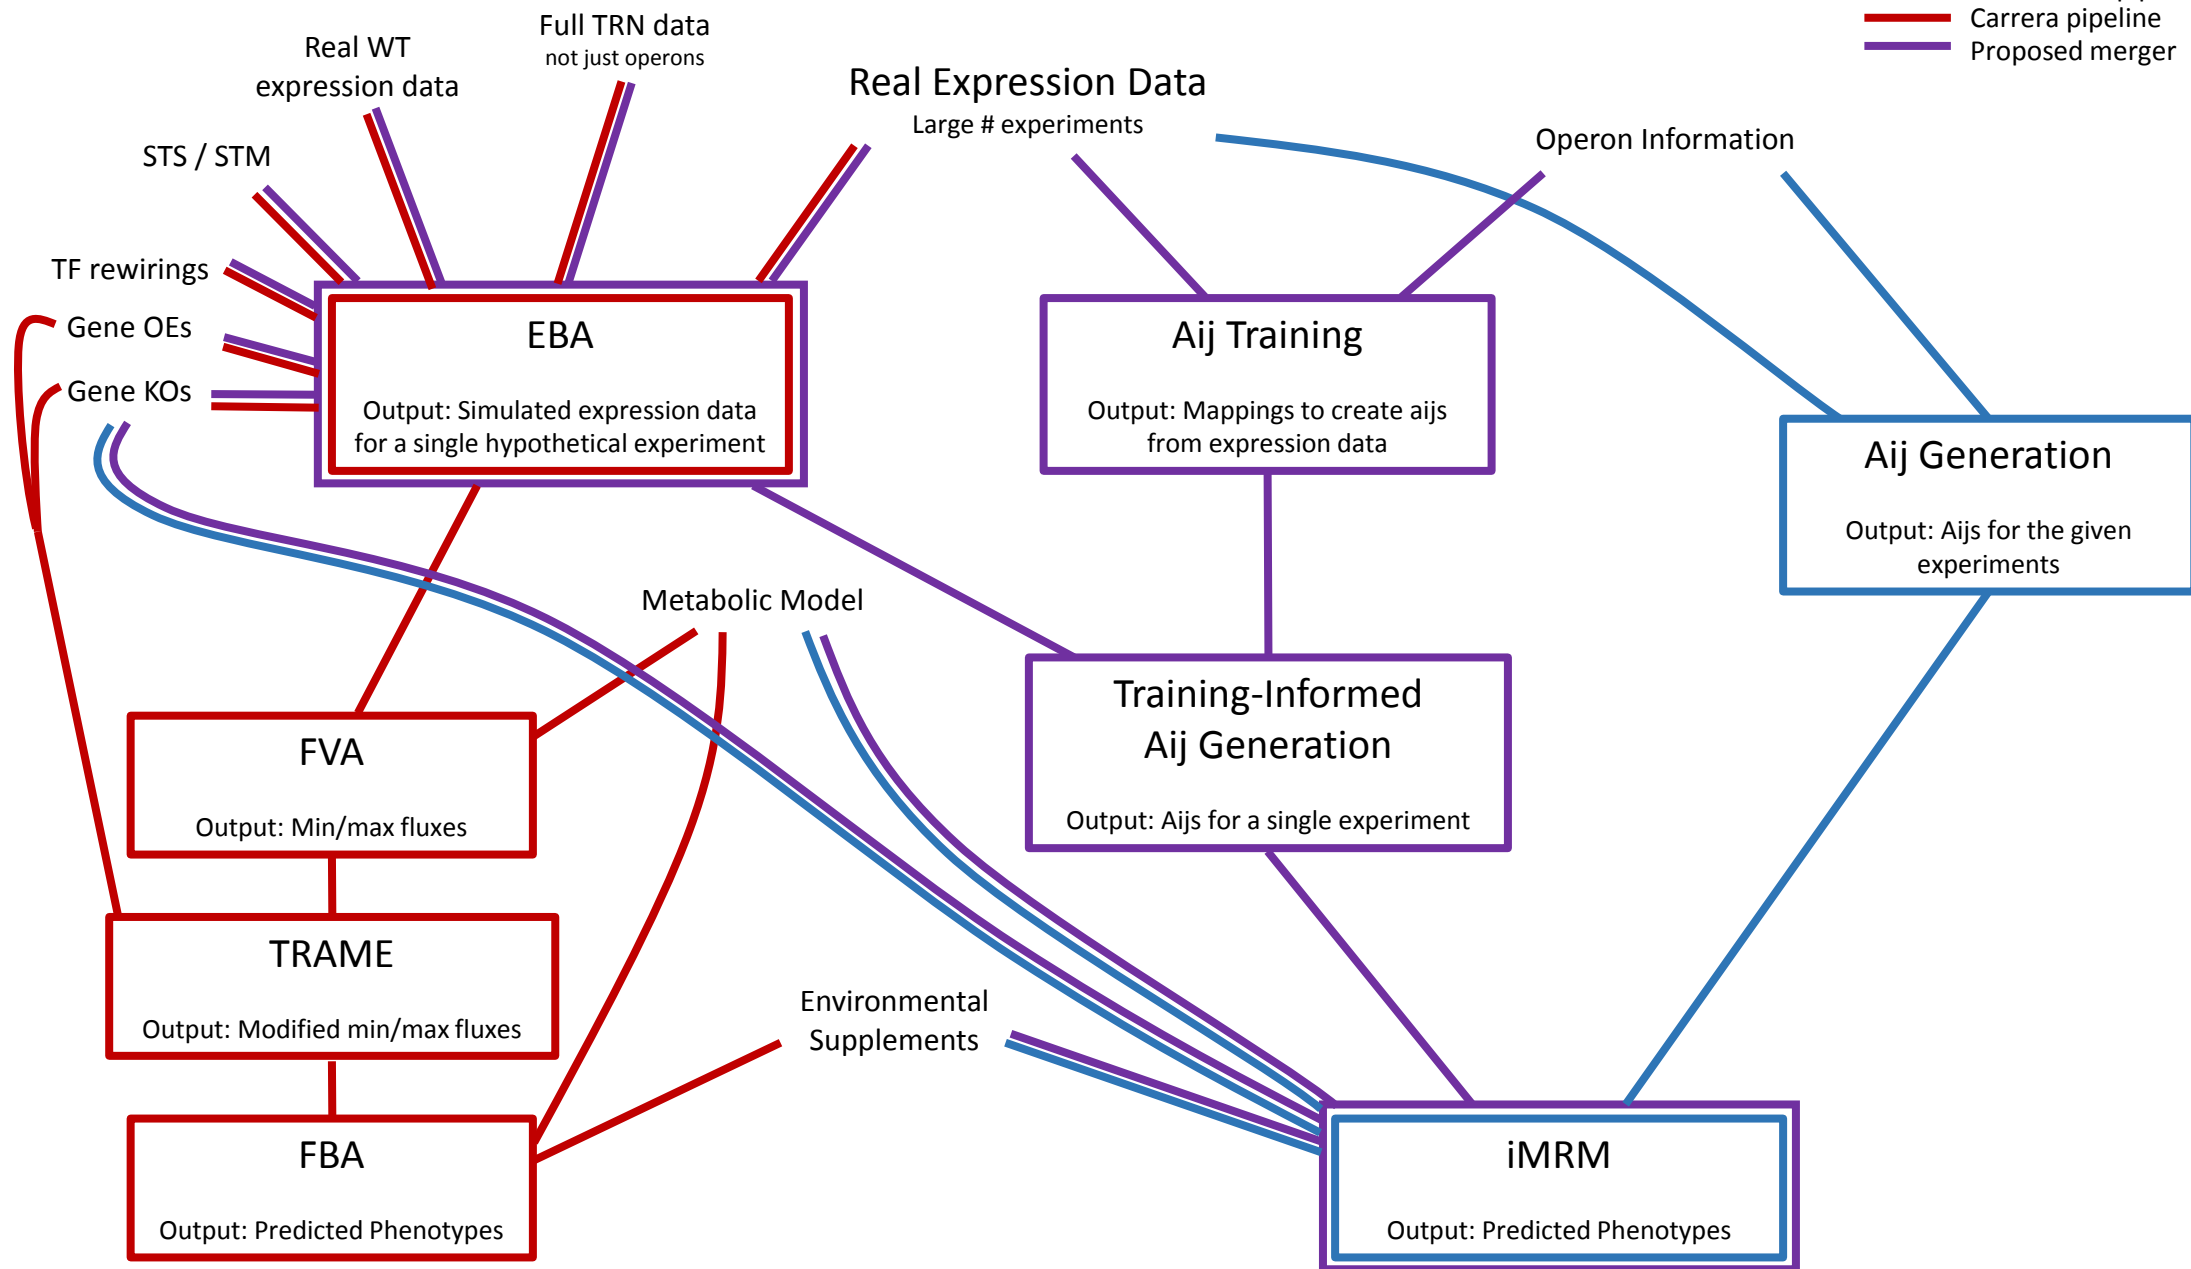 Carrera pipeline
Proposed merger
Full TRN data
not just operons
Real WT
expression data
Real Expression Data
Large # experiments
Operon Information
STS / STM
TF rewirings
Gene OEs
Gene KOs
EBA
Output: Simulated expression data
for a single hypothetical experiment
Aij Training
Output: Mappings to create aijs
from expression data
Aij Generation
Output: Aijs for the given
experiments
Metabolic Model
Training-Informed
Aij Generation
Output: Aijs for a single experiment
FVA
Output: Min/max fluxes
TRAME
Output: Modified min/max fluxes
Environmental
Supplements
FBA
Output: Predicted Phenotypes
iMRM
Output: Predicted Phenotypes